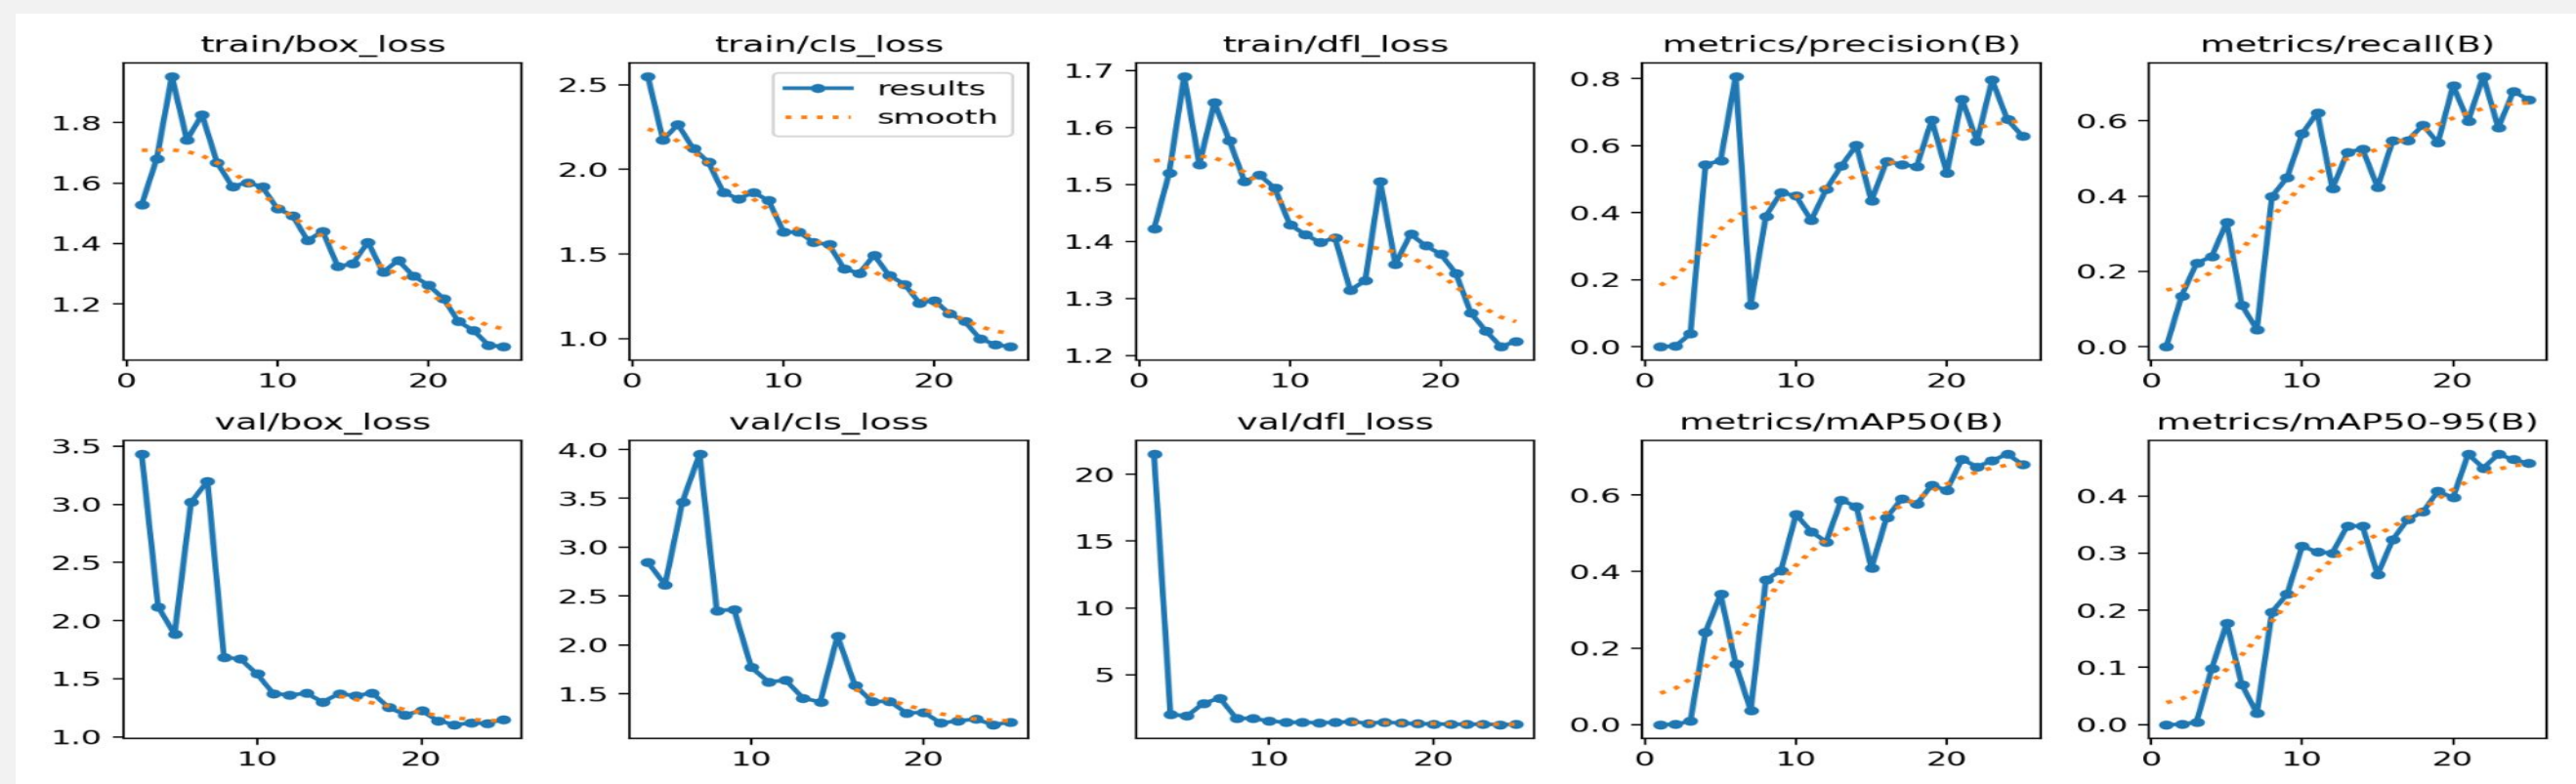 train/box_loss
1.8
1.6
1.4
1.2
0 10 20
train/cls_loss
results
smooth
2.5
2.0
1.5
1.0
0 10 20
train/dfl_loss
1.7
1.6
1.5
1.4
1.3
1.2
0 10 20
metrics/precision(B)
0.8
0.6
0.4
0.2
0.0
0 10 20
metrics/recall(B)
0.6
0.4
0.2
0.0
0 10 20
val/box_loss
3.5
3.0
2.5
2.0
1.5
1.0
10 20
val/cls_loss
4.0
3.5
3.0
2.5
2.0
1.5
10 20
val/dfl_loss
20
15
10
5
10 20
metrics/mAP50(B)
0.6
0.4
0.2
0.0
0 10 20
metrics/mAP50-95(B)
0.4
0.3
0.2
0.1
0.0
0 10 20